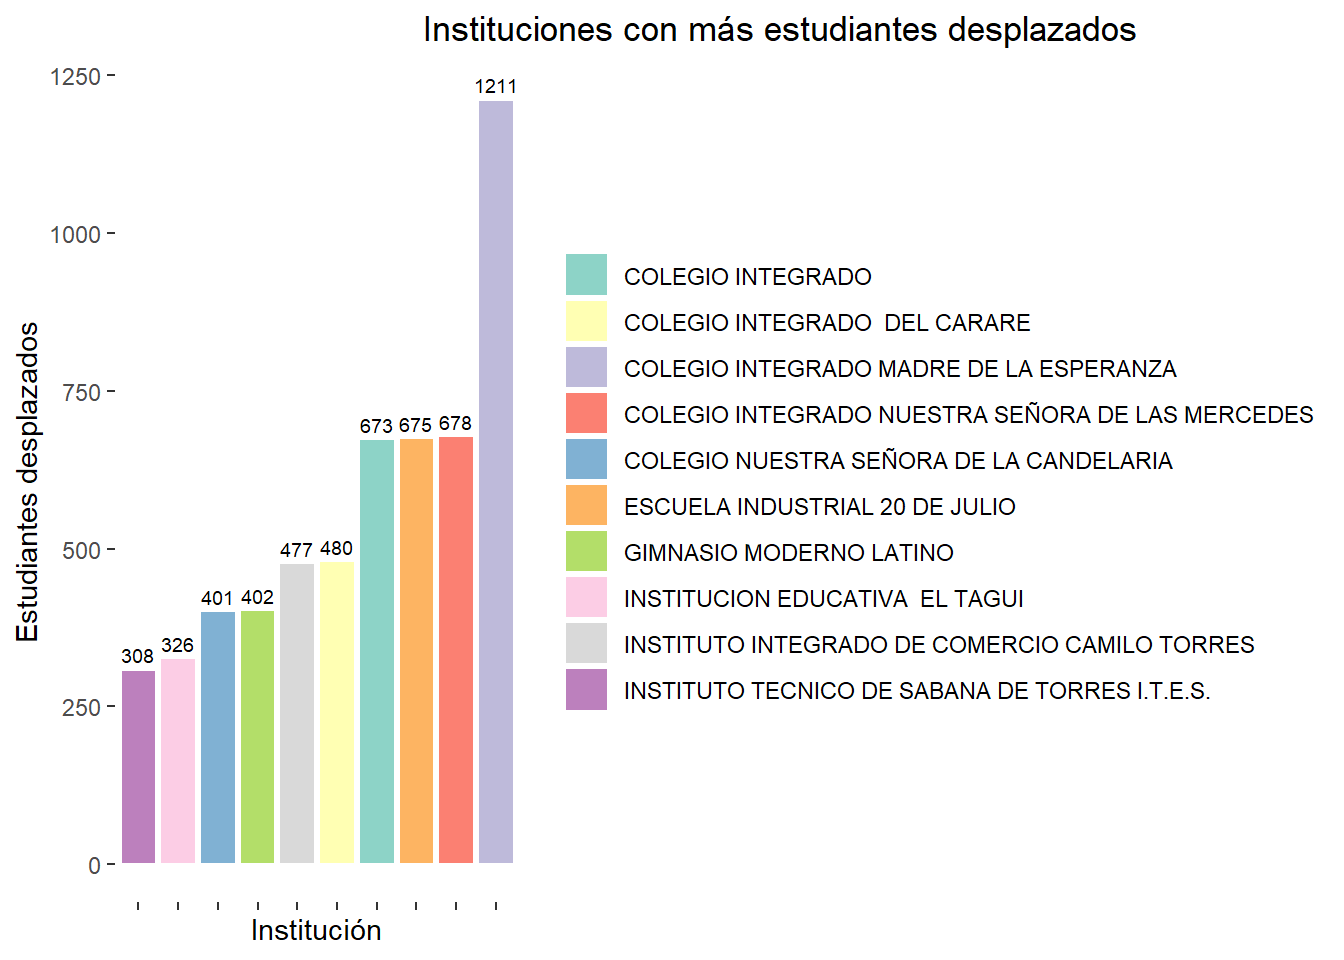 Instituciones con más estudiantes desplazados
1250
1000
750
500
250
0
Estudiantes desplazados
308
326
401
402
477
480
673
675
678
1211
Institución
COLEGIO INTEGRADO
COLEGIO INTEGRADO  DEL CARARE
COLEGIO INTEGRADO MADRE DE LA ESPERANZA
COLEGIO INTEGRADO NUESTRA SEÑORA DE LAS MERCEDES
COLEGIO NUESTRA SEÑORA DE LA CANDELARIA
ESCUELA INDUSTRIAL 20 DE JULIO
GIMNASIO MODERNO LATINO
INSTITUCION EDUCATIVA  EL TAGUI
INSTITUTO INTEGRADO DE COMERCIO CAMILO TORRES
INSTITUTO TECNICO DE SABANA DE TORRES I.T.E.S.